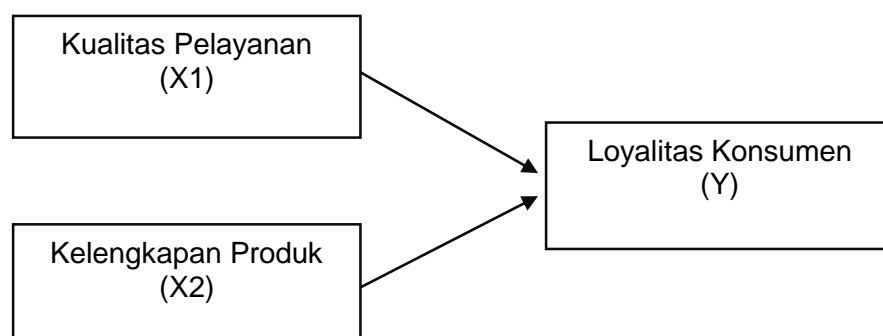 Kualitas Pelayanan
(X1)
Loyalitas Konsumen
(Y)
Kelengkapan Produk
(X2)